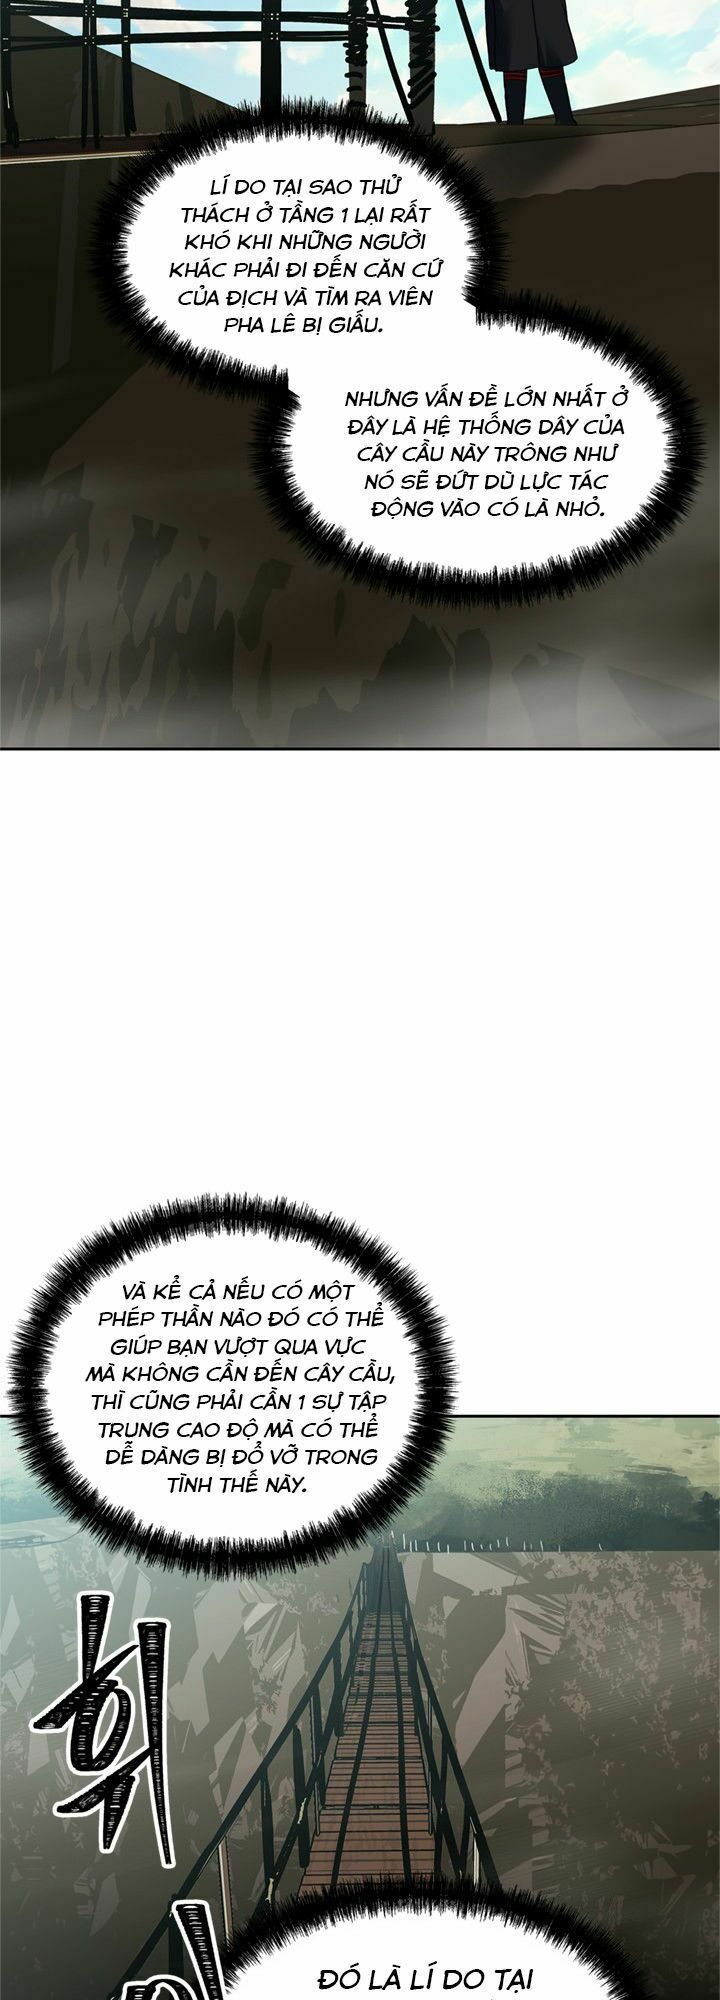 LÍ DO TẠI SAO THỬ
THÁCH Ở TẦNG 1 LẠI RẤT
KHÓ KHI NHỮNG NGƯỜI
KHÁC PHẢI ĐI ĐẾN CĂN CỨ
CỦA ĐỊCH VÀ TÌM RA VIÊN
PHA LÊ BỊ GIẤU.
NHƯNG VẤN ĐỀ LỚN NHẤT Ở
ĐÂY LÀ HỆ THỐNG DÂY CỦA
CÂY CẦU NÀY TRÔNG NHƯ
NÓ SẼ ĐỨT DÙ LỰC TÁC
ĐỘNG VÀO CÓ LÀ NHỎ.
VÀ KỂ CẢ NẾU CÓ MỘT
PHÉP THẦN NÀO ĐÓ CÓ THỂ
GIÚP BẠN VƯỢT QUA VỰC
MÀ KHÔNG CẦN ĐẾN CÂY CẦU,
THÌ CŨNG PHẢI CẦN 1 SỰ TẬP
TRUNG CAO ĐỘ MÀ CÓ THỂ
DỄ DÀNG BỊ ĐỔ VỠ TRONG
TÌNH THẾ NÀY.
휘
ĐÓ LÀ LÍ DO TẠI